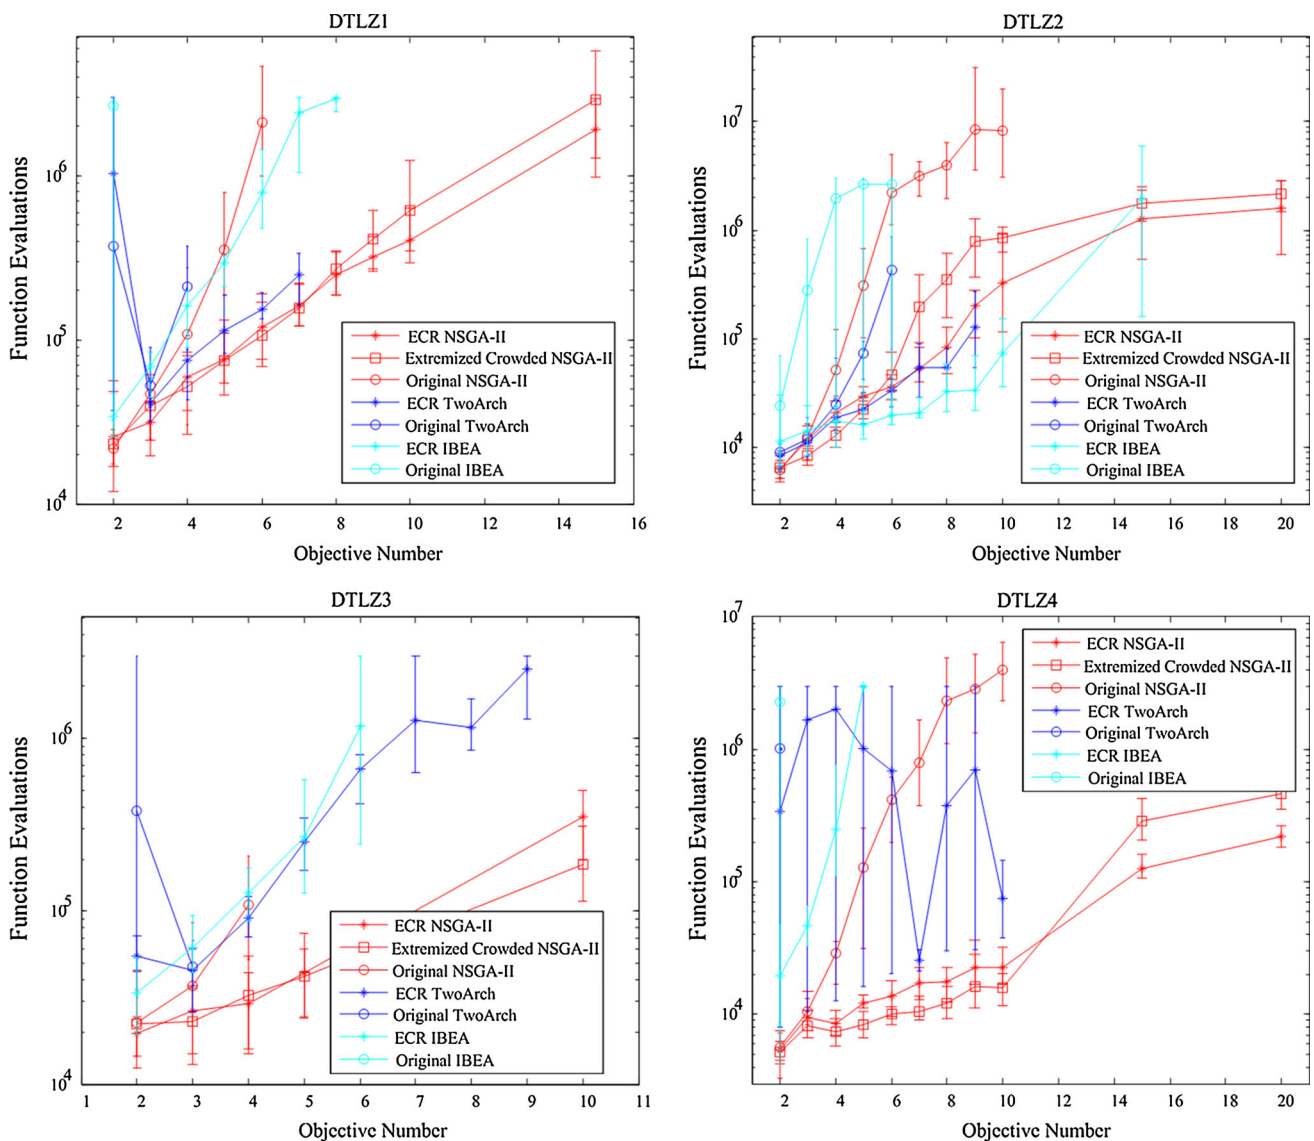 DTLZ1
Function Evaluations
10^6
10^5
10^4
2 4 6 8 10 12 14 16
Objective Number
ECR NSGA-II
Extremized Crowded NSGA-II
Original NSGA-II
ECR TwoArch
Original TwoArch
ECR IBEA
Original IBEA
DTLZ2
Function Evaluations
10^7
10^6
10^5
10^4
2 4 6 8 10 12 14 16 18 20
Objective Number
ECR NSGA-II
Extremized Crowded NSGA-II
Original NSGA-II
ECR TwoArch
Original TwoArch
ECR IBEA
Original IBEA
DTLZ3
Function Evaluations
10^6
10^5
10^4
1 2 3 4 5 6 7 8 9 10 11
Objective Number
ECR NSGA-II
Extremized Crowded NSGA-II
Original NSGA-II
ECR TwoArch
Original TwoArch
ECR IBEA
Original IBEA
DTLZ4
Function Evaluations
10^7
10^6
10^5
10^4
2 4 6 8 10 12 14 16 18 20
Objective Number
ECR NSGA-II
Extremized Crowded NSGA-II
Original NSGA-II
ECR TwoArch
Original TwoArch
ECR IBEA
Original IBEA